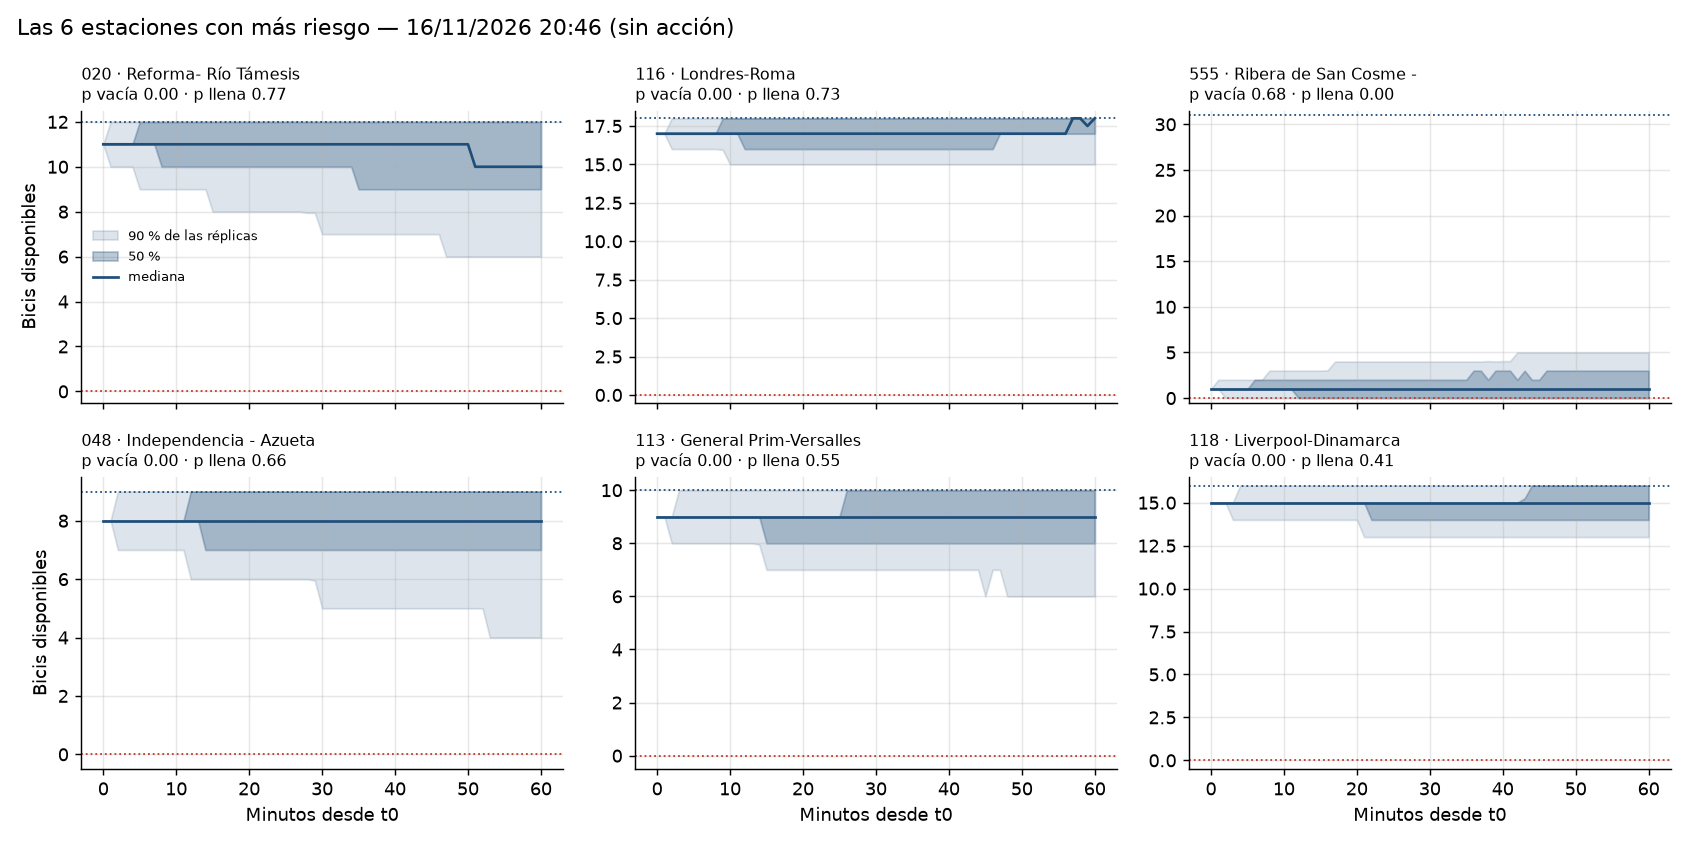 Las 6 estaciones con más riesgo — 16/11/2026 20:46 (sin acción)
020 · Reforma- Río Támesis
p vacía 0.00 · p llena 0.77
12
10
8
6
4
2
0
Bicis disponibles
90 % de las réplicas
50 %
mediana
116 · Londres-Roma
p vacía 0.00 · p llena 0.73
17.5
15.0
12.5
10.0
7.5
5.0
2.5
0.0
555 · Ribera de San Cosme -
p vacía 0.68 · p llena 0.00
30
25
20
15
10
5
0
048 · Independencia - Azueta
p vacía 0.00 · p llena 0.66
8
6
4
2
0
Bicis disponibles
0 10 20 30 40 50 60
Minutos desde t0
113 · General Prim-Versalles
p vacía 0.00 · p llena 0.55
10
8
6
4
2
0
0 10 20 30 40 50 60
Minutos desde t0
118 · Liverpool-Dinamarca
p vacía 0.00 · p llena 0.41
15.0
12.5
10.0
7.5
5.0
2.5
0.0
0 10 20 30 40 50 60
Minutos desde t0